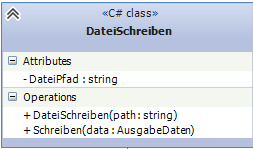 «C# class»
DateiSchreiben
Attributes
- DateiPfad : string
Operations
+ DateiSchreiben(path : string)
+ Schreiben(data : AusgabeDaten)